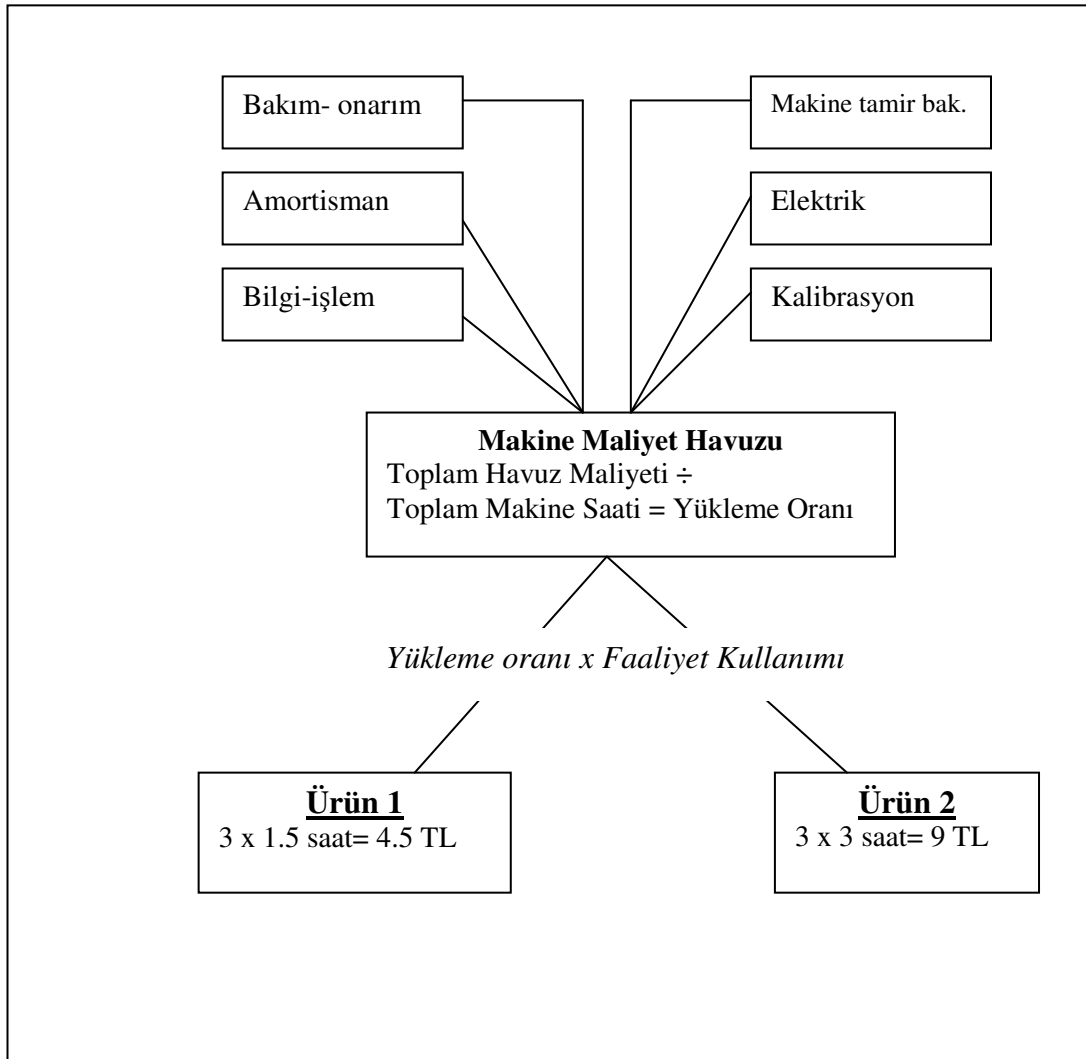 Bakım- onarım
Makine tamir bak.
Amortisman
Elektrik
Bilgi-işlem
Kalibrasyon
Makine Maliyet Havuzu
Toplam Havuz Maliyeti ÷
Toplam Makine Saati = Yükleme Oranı
Yükleme oranı x Faaliyet Kullanımı
Ürün 1
3 x 1.5 saat= 4.5 TL
Ürün 2
3 x 3 saat= 9 TL